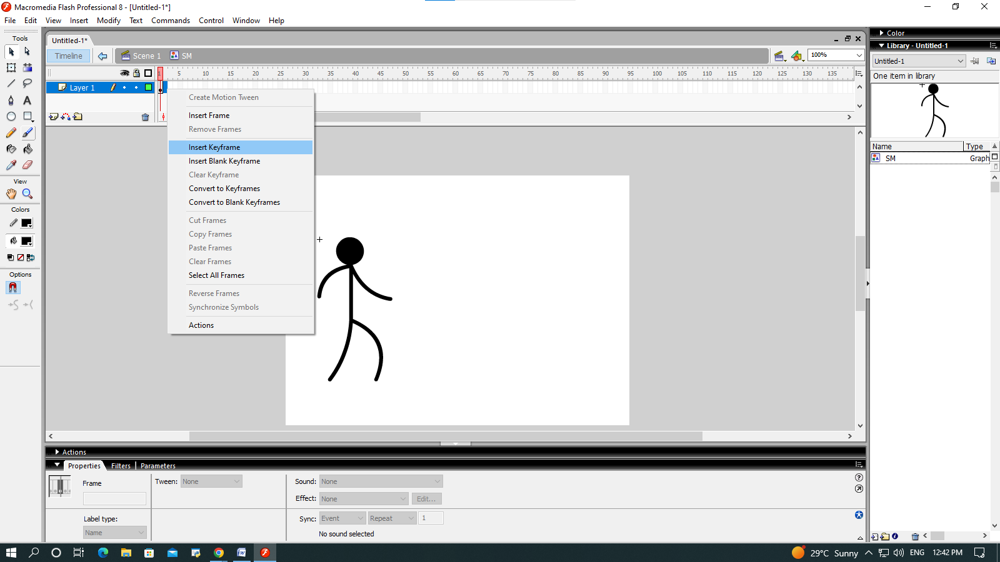 Macromedia Flash Professional 8 - [Untitled-1*]
File Edit View Insert Modify Text Commands Control Window Help
Tools
Untitled-1*
Timeline Scene 1 SM 100%
1 5 10 15 20 25 30 35 40 45 50 55 60 65 70 75 80 85 90 95 100 105 110 115 120 125 130 135
Layer 1
Create Motion Tween
Insert Frame
Remove Frames
Insert Keyframe
Insert Blank Keyframe
Clear Keyframe
Convert to Keyframes
Convert to Blank Keyframes
Cut Frames
Copy Frames
Paste Frames
Clear Frames
Select All Frames
Reverse Frames
Synchronize Symbols
Actions
View
Colors
Options
Color
Library - Untitled-1
Untitled-1
One item in library
Name Type
SM Graph
Actions
Properties Filters Parameters
Frame
Tween: None
Sound: None
Effect: None Edit...
Label type:
Name
Sync: Event Repeat 1
No sound selected
29°C Sunny ENG 12:42 PM